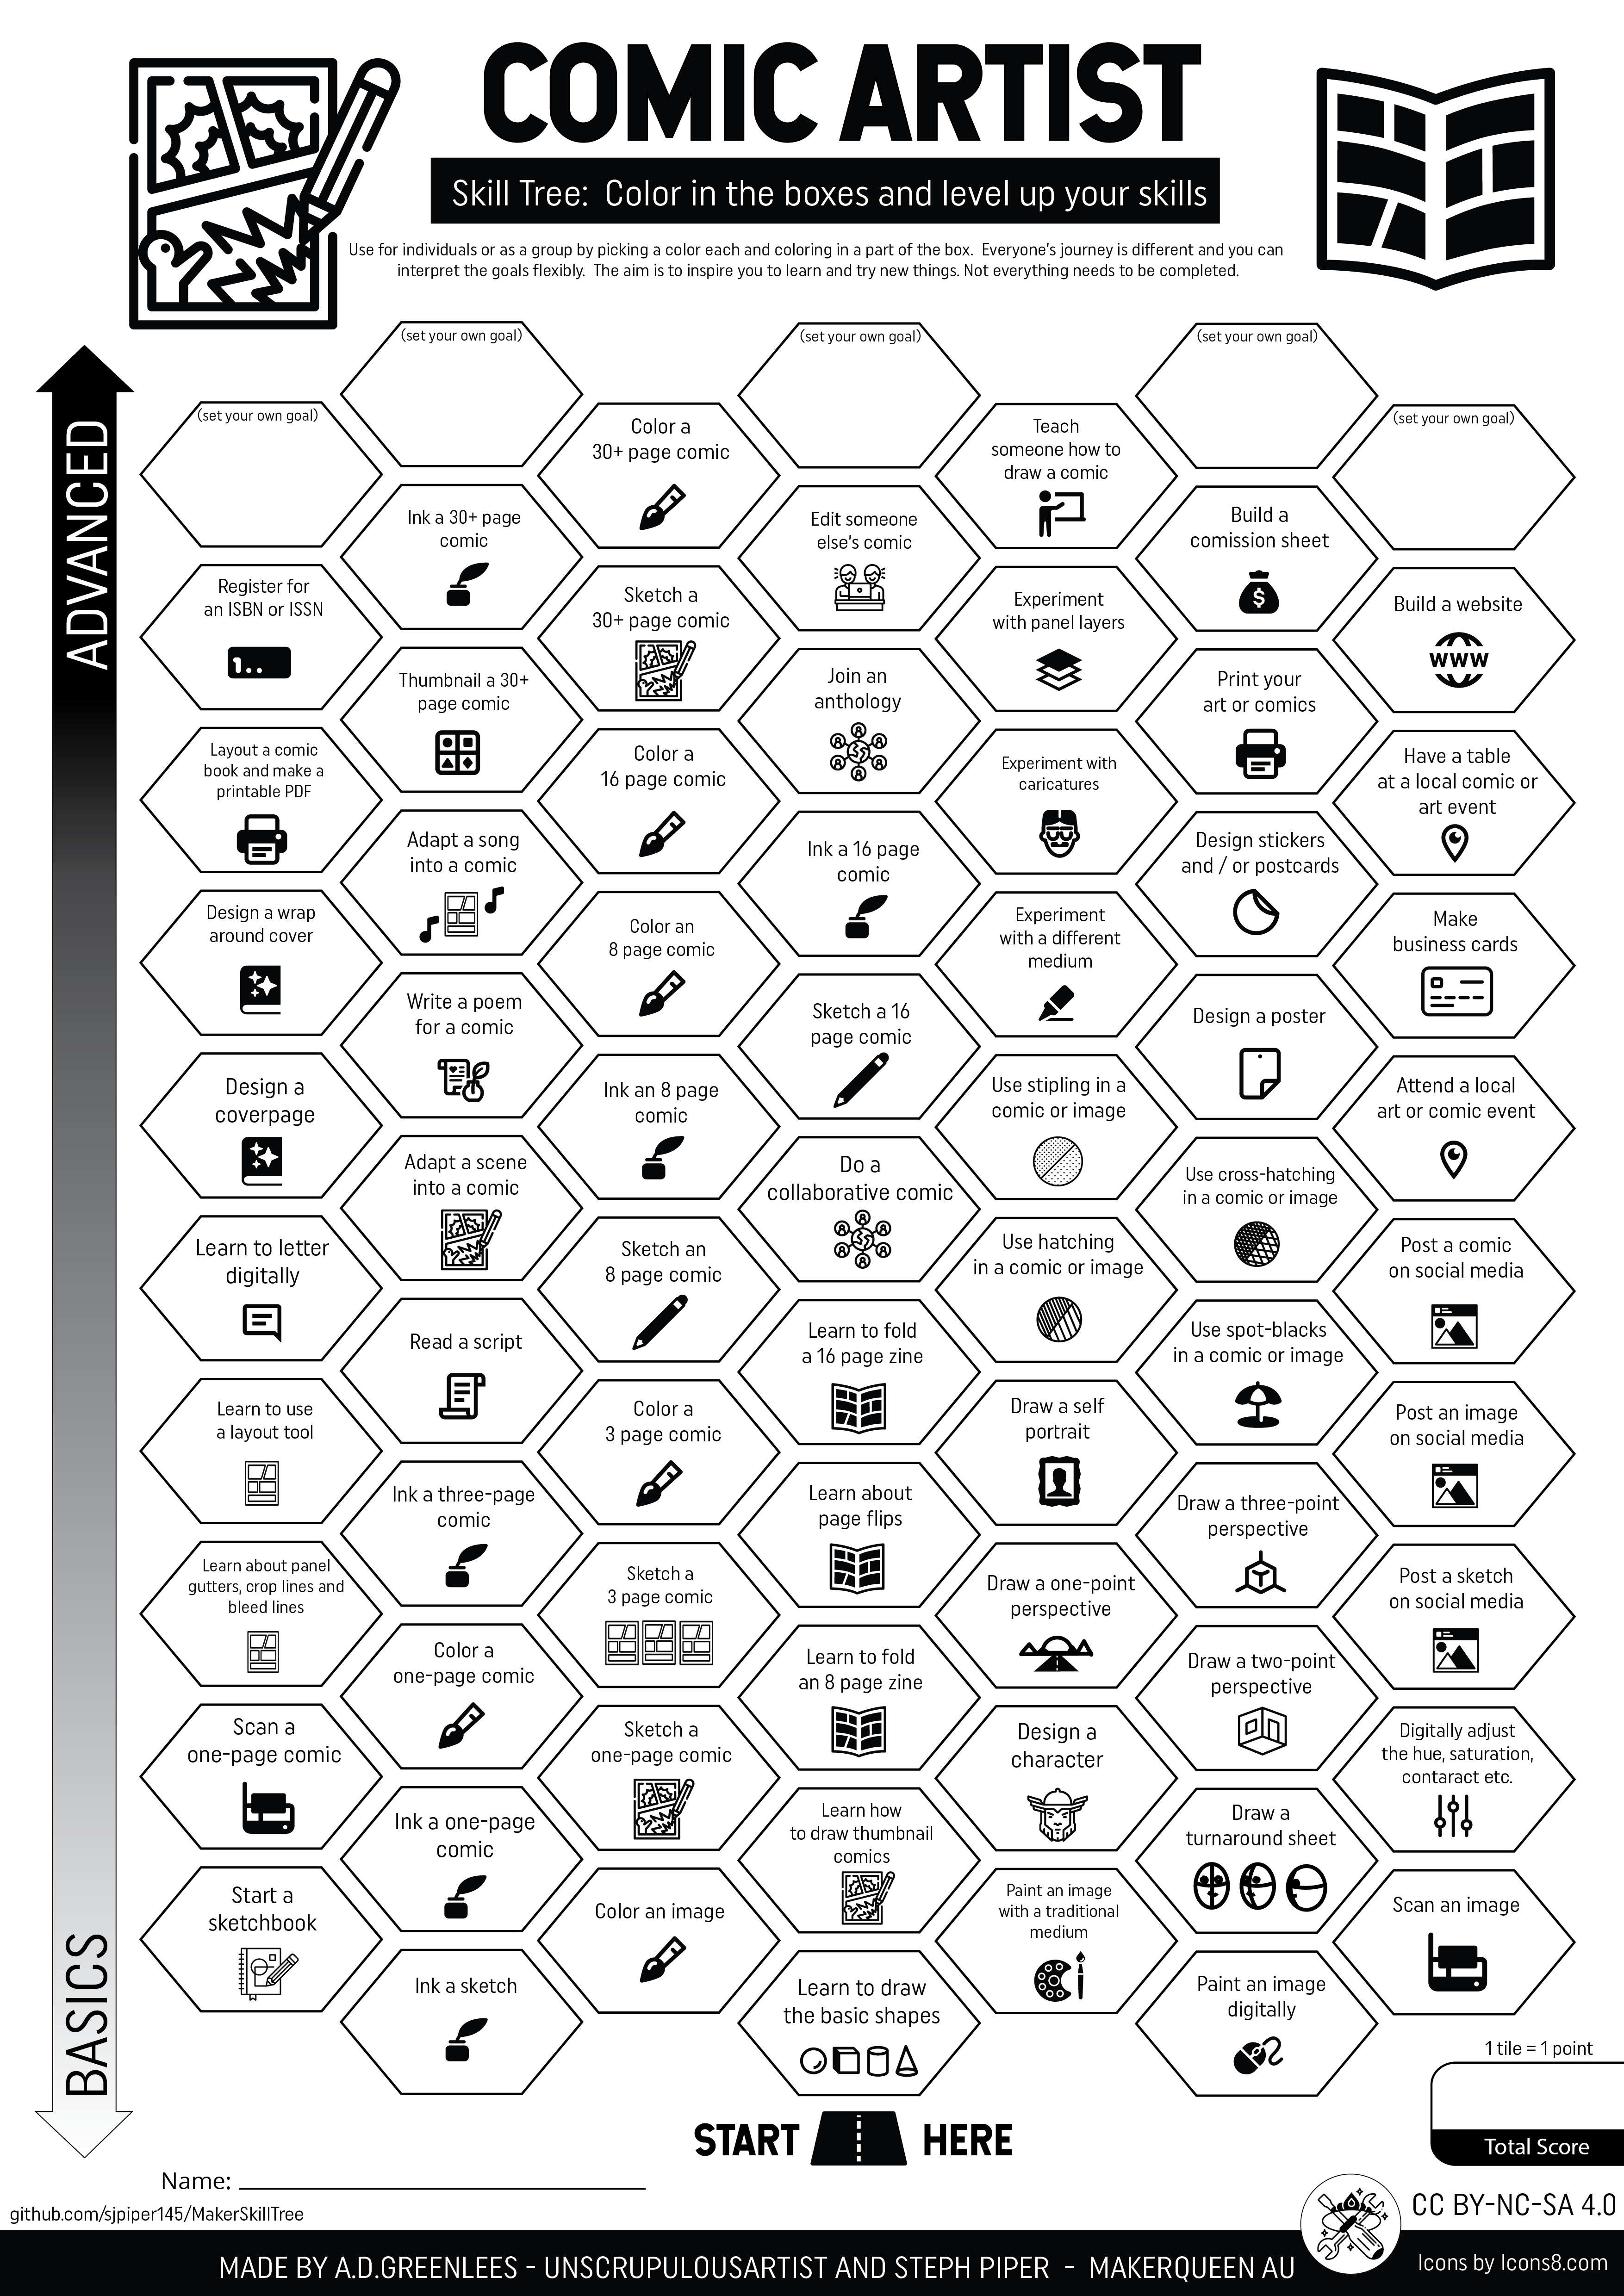 COMIC ARTIST
Skill Tree: Color in the boxes and level up your skills
Use for individuals or as a group by picking a color each and coloring in a part of the box. Everyone's journey is different and you can
interpret the goals flexibly. The aim is to inspire you to learn and try new things. Not everything needs to be completed.
ADVANCED
BASICS
(set your own goal)
Register for
an ISBN or ISSN
1..
Layout a comic
book and make a
printable PDF
Design a wrap
around cover
Design a
coverpage
Learn to letter
digitally
Learn to use
a layout tool
Learn about panel
gutters, crop lines and
bleed lines
Scan a
one-page comic
Start a
sketchbook
(set your own goal)
Ink a 30+ page
comic
Thumbnail a 30+
page comic
Adapt a song
into a comic
Write a poem
for a comic
Adapt a scene
into a comic
Read a script
Ink a three-page
comic
Color a
one-page comic
Ink a one-page
comic
Ink a sketch
Color a
30+ page comic
Sketch a
30+ page comic
Color a
16 page comic
Color an
8 page comic
Ink an 8 page
comic
Sketch an
8 page comic
Color a
3 page comic
Sketch a
3 page comic
Sketch a
one-page comic
Color an image
(set your own goal)
Edit someone
else's comic
Join an
anthology
Ink a 16 page
comic
Sketch a 16
page comic
Do a
collaborative comic
Learn to fold
a 16 page zine
Learn about
page flips
Learn to fold
an 8 page zine
Learn how
to draw thumbnail
comics
Learn to draw
the basic shapes
Teach
someone how to
draw a comic
Experiment
with panel layers
Experiment with
caricatures
Experiment
with a different
medium
Use stipling in a
comic or image
Use hatching
in a comic or image
Draw a self
portrait
Draw a one-point
perspective
Design a
character
Paint an image
with a traditional
medium
(set your own goal)
Build a
comission sheet
$
Print your
art or comics
Design stickers
and / or postcards
Design a poster
Use cross-hatching
in a comic or image
Use spot-blacks
in a comic or image
Draw a three-point
perspective
Draw a two-point
perspective
Draw a
turnaround sheet
Paint an image
digitally
(set your own goal)
Build a website
WWW
Have a table
at a local comic or
art event
Make
business cards
Attend a local
art or comic event
Post a comic
on social media
Post an image
on social media
Post a sketch
on social media
Digitally adjust
the hue, saturation,
contaract etc.
Scan an image
START HERE
1 tile = 1 point
Total Score
Name:
github.com/sjpiper145/MakerSkillTree
CC BY-NC-SA 4.0
MADE BY A.D.GREENLEES - UNSCRUPULOUSARTIST AND STEPH PIPER - MAKERQUEEN AU
Icons by Icons8.com